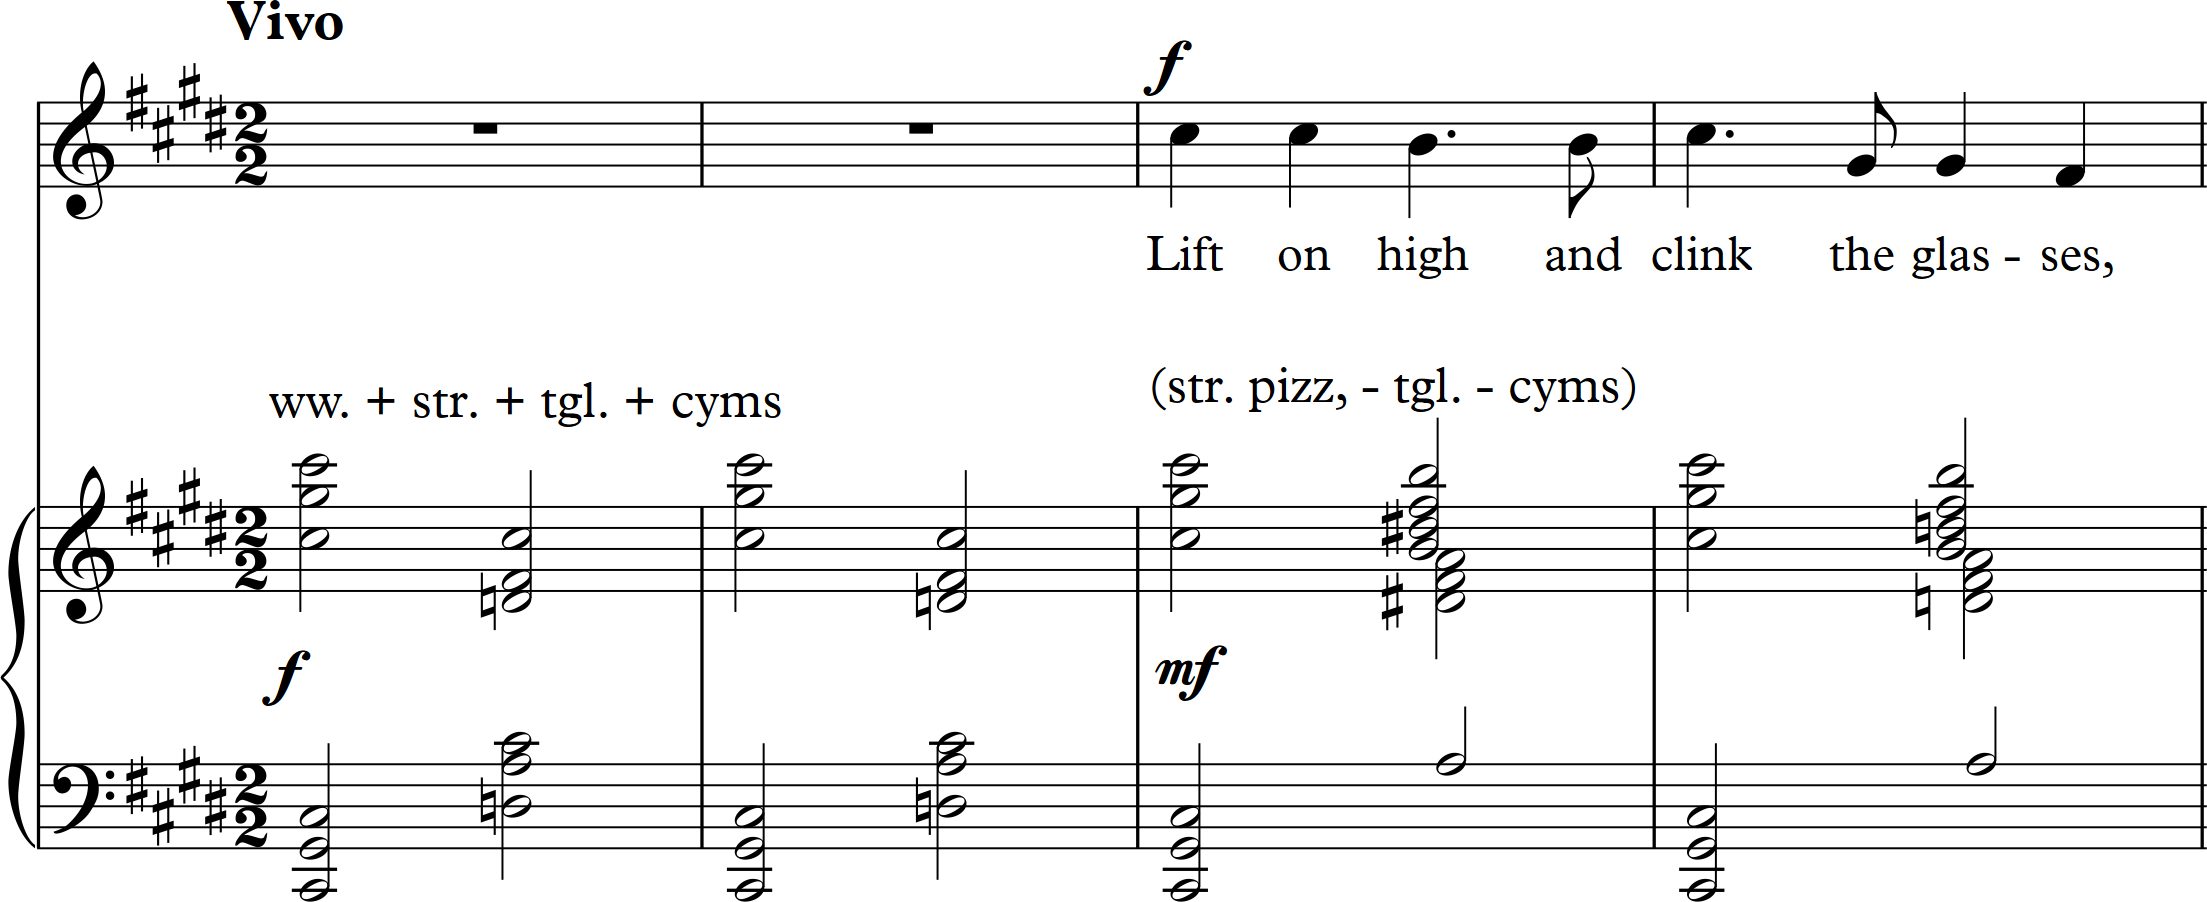 Vivo
f
Lift on high and clink the glas - ses,
ww. + str. + tgl. + cyms
(str. pizz, - tgl. - cyms)
f
mf